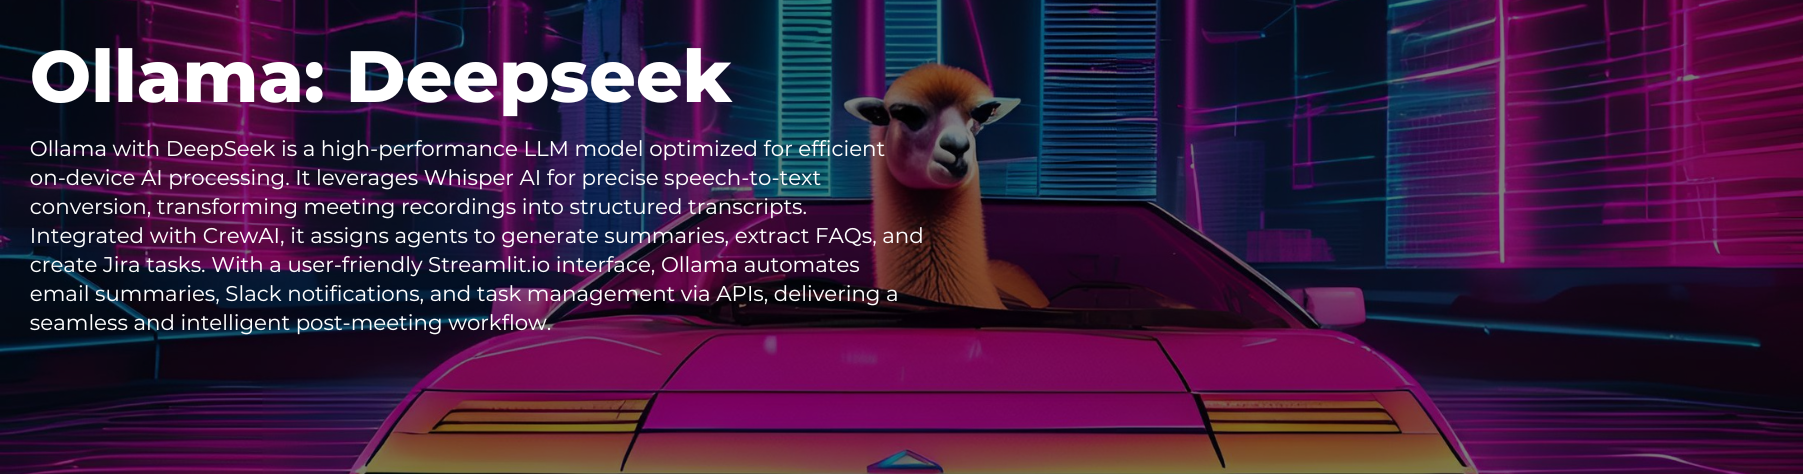 Ollama: Deepseek
Ollama with DeepSeek is a high-performance LLM model optimized for efficient
on-device AI processing. It leverages Whisper AI for precise speech-to-text
conversion, transforming meeting recordings into structured transcripts.
Integrated with CrewAI, it assigns agents to generate summaries, extract FAQs, and
create Jira tasks. With a user-friendly Streamlit.io interface, Ollama automates
email summaries, Slack notifications, and task management via APIs, delivering a
seamless and intelligent post-meeting workflow.